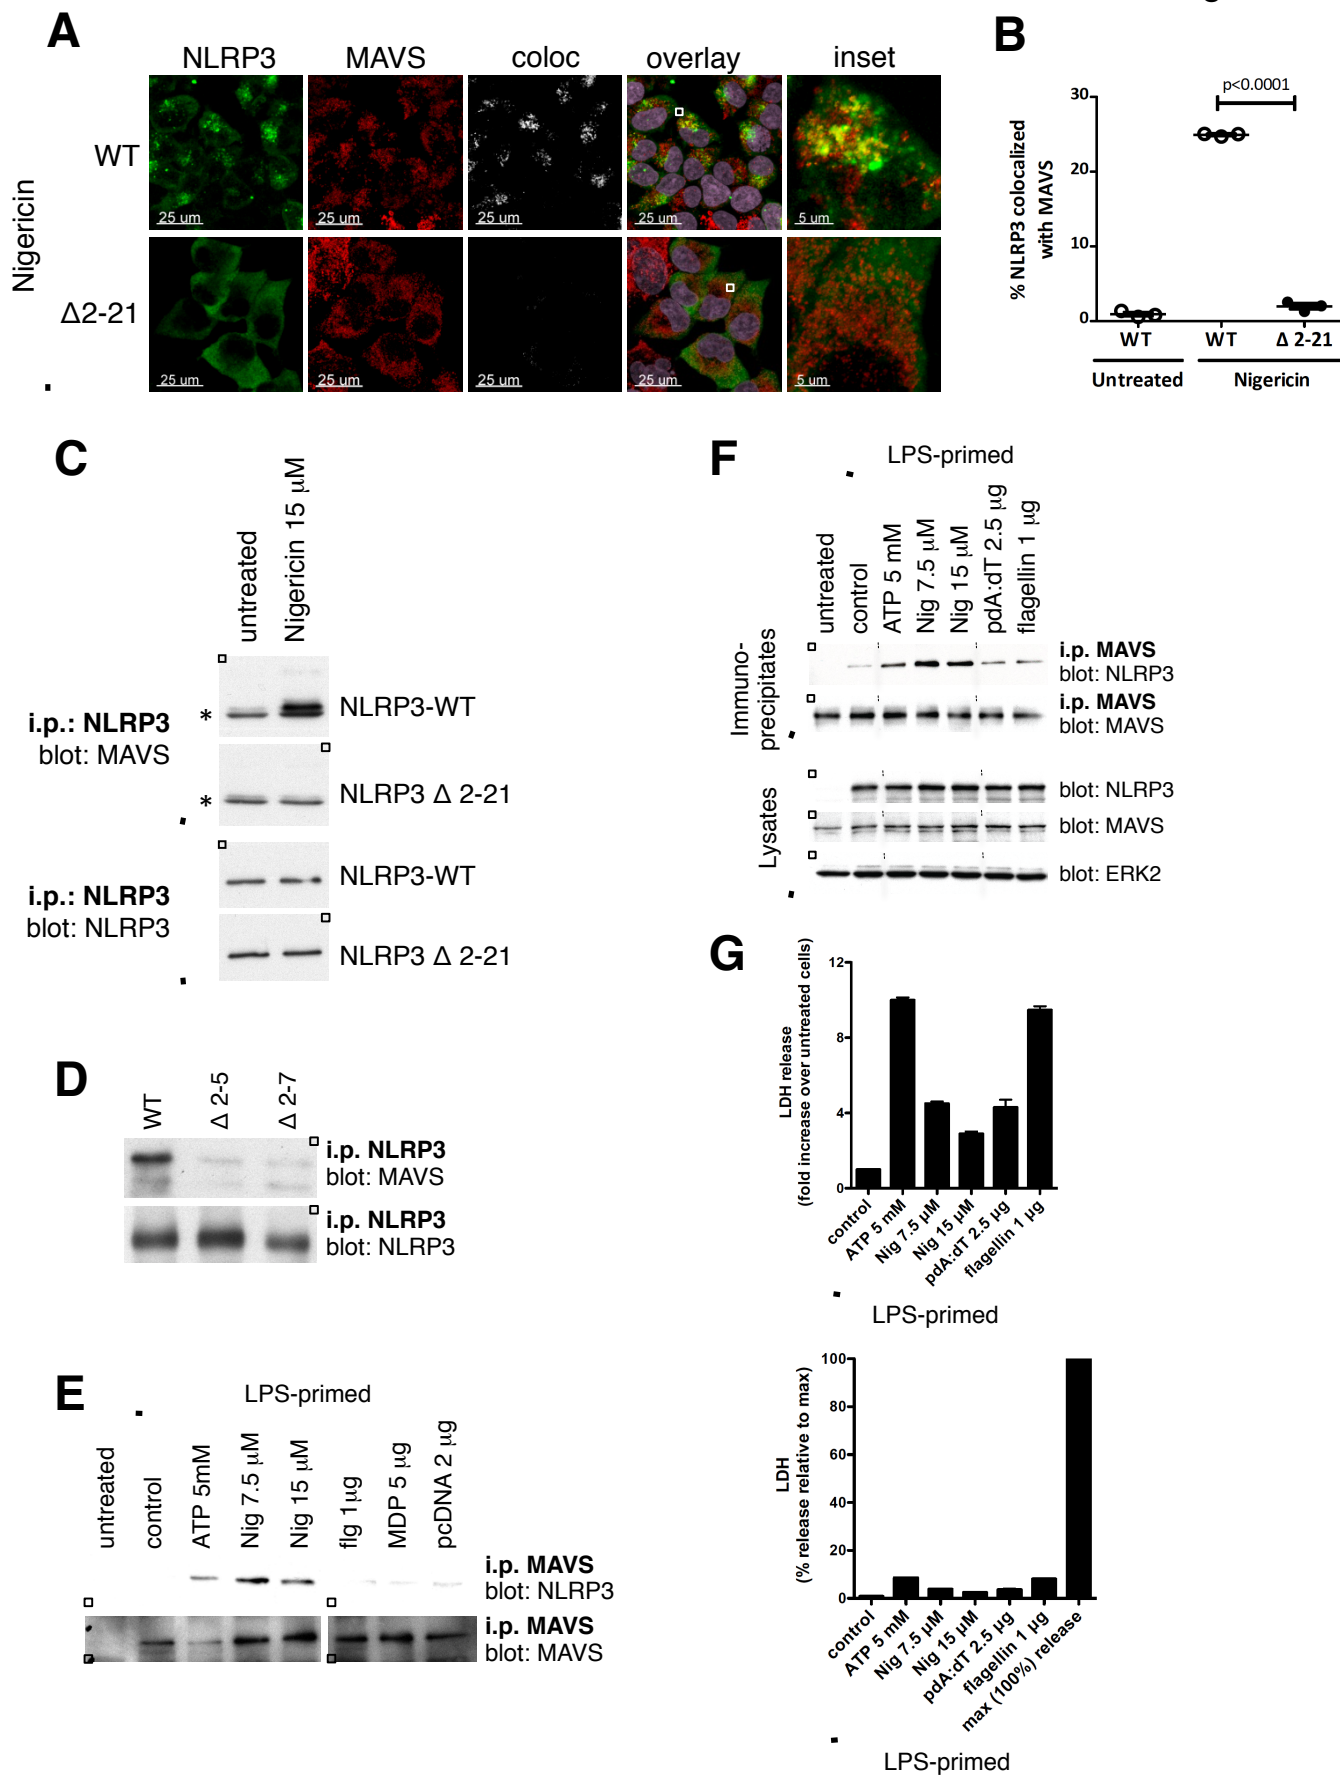 A
NLRP3 MAVS coloc overlay inset
Nigericin
WT
25 um 25 um 25 um 25 um 5 um
Δ2-21
25 um 25 um 25 um 25 um 5 um
B
p<0.0001
% NLRP3 colocalized
with MAVS
30
20
10
0
WT WT Δ 2-21
Untreated Nigericin
C
untreated
Nigericin 15 μM
i.p.: NLRP3
blot: MAVS
* NLRP3-WT
* NLRP3 Δ 2-21
i.p.: NLRP3
blot: NLRP3
NLRP3-WT
NLRP3 Δ 2-21
D
WT
Δ 2-5
Δ 2-7
i.p. NLRP3
blot: MAVS
i.p. NLRP3
blot: NLRP3
E
LPS-primed
untreated
control
ATP 5mM
Nig 7.5 μM
Nig 15 μM
flg 1μg
MDP 5 μg
pcDNA 2 μg
i.p. MAVS
blot: NLRP3
i.p. MAVS
blot: MAVS
F
LPS-primed
untreated
control
ATP 5 mM
Nig 7.5 μM
Nig 15 μM
pdA:dT 2.5 μg
flagellin 1 μg
Immuno-
precipitates
i.p. MAVS
blot: NLRP3
i.p. MAVS
blot: MAVS
Lysates
blot: NLRP3
blot: MAVS
blot: ERK2
G
LDH release
(fold increase over untreated cells)
12
8
4
0
control
ATP 5 mM
Nig 7.5 μM
Nig 15 μM
pdA:dT 2.5 μg
flagellin 1 μg
LPS-primed
LDH
(% release relative to max)
100
80
60
40
20
0
control
ATP 5 mM
Nig 7.5 μM
Nig 15 μM
pdA:dT 2.5 μg
flagellin 1 μg
max (100%) release
LPS-primed